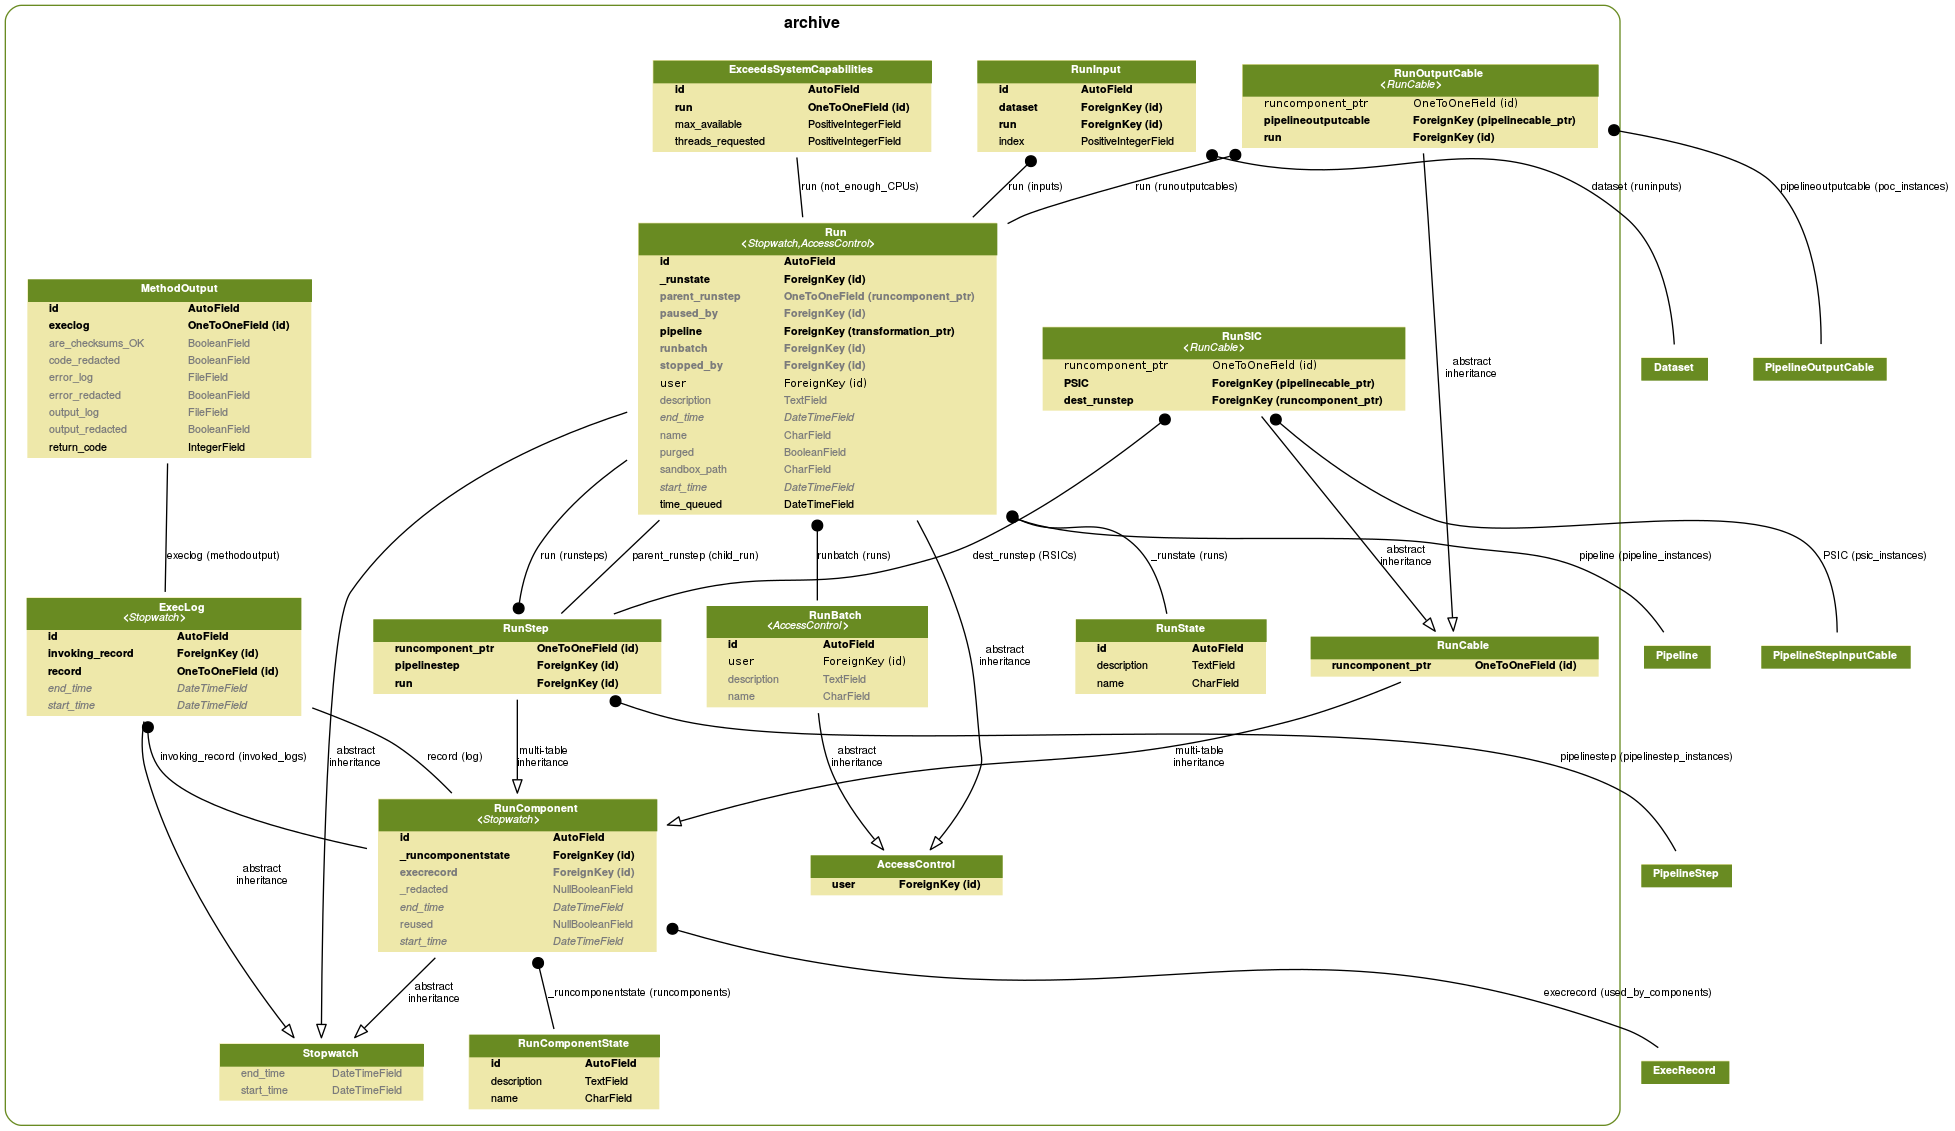 archive
ExceedsSystemCapabilities
id AutoField
run OneToOneField (id)
max_available PositiveIntegerField
threads_requested PositiveIntegerField
RunInput
id AutoField
dataset ForeignKey (id)
run ForeignKey (id)
index PositiveIntegerField
RunOutputCable
<RunCable>
runcomponent_ptr OneToOneField (id)
pipelineoutputcable ForeignKey (pipelinecable_ptr)
run ForeignKey (id)
run (not_enough_CPUs)
run (inputs)
run (runoutputcables)
dataset (runinputs)
pipelineoutputcable (poc_instances)
Run
<Stopwatch,AccessControl>
id AutoField
_runstate ForeignKey (id)
parent_runstep OneToOneField (runcomponent_ptr)
paused_by ForeignKey (id)
pipeline ForeignKey (transformation_ptr)
runbatch ForeignKey (id)
stopped_by ForeignKey (id)
user ForeignKey (id)
description TextField
end_time DateTimeField
name CharField
purged BooleanField
sandbox_path CharField
start_time DateTimeField
time_queued DateTimeField
MethodOutput
id AutoField
execlog OneToOneField (id)
are_checksums_OK BooleanField
code_redacted BooleanField
error_log FileField
error_redacted BooleanField
output_log FileField
output_redacted BooleanField
return_code IntegerField
RunSIC
<RunCable>
runcomponent_ptr OneToOneField (id)
PSIC ForeignKey (pipelinecable_ptr)
dest_runstep ForeignKey (runcomponent_ptr)
abstract
inheritance
Dataset
PipelineOutputCable
execlog (methodoutput)
run (runsteps)
parent_runstep (child_run)
runbatch (runs)
dest_runstep (RSICs)
_runstate (runs)
abstract
inheritance
pipeline (pipeline_instances)
PSIC (psic_instances)
ExecLog
<Stopwatch>
id AutoField
invoking_record ForeignKey (id)
record OneToOneField (id)
end_time DateTimeField
start_time DateTimeField
RunStep
runcomponent_ptr OneToOneField (id)
pipelinestep ForeignKey (id)
run ForeignKey (id)
RunBatch
<AccessControl>
id AutoField
user ForeignKey (id)
description TextField
name CharField
abstract
inheritance
RunState
id AutoField
description TextField
name CharField
RunCable
runcomponent_ptr OneToOneField (id)
Pipeline
PipelineStepInputCable
invoking_record (invoked_logs)
abstract
inheritance
record (log)
multi-table
inheritance
abstract
inheritance
multi-table
inheritance
pipelinestep (pipelinestep_instances)
RunComponent
<Stopwatch>
id AutoField
_runcomponentstate ForeignKey (id)
execrecord ForeignKey (id)
_redacted NullBooleanField
end_time DateTimeField
reused NullBooleanField
start_time DateTimeField
abstract
inheritance
AccessControl
user ForeignKey (id)
PipelineStep
abstract
inheritance
_runcomponentstate (runcomponents)
execrecord (used_by_components)
Stopwatch
end_time DateTimeField
start_time DateTimeField
RunComponentState
id AutoField
description TextField
name CharField
ExecRecord